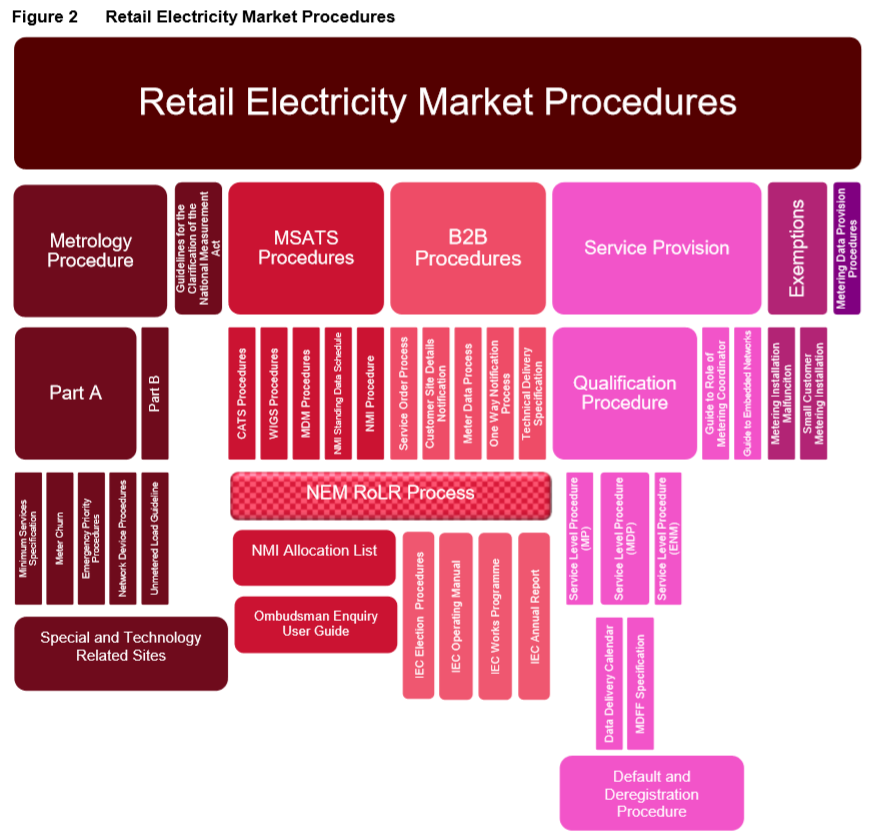 Figure 2 Retail Electricity Market Procedures
Retail Electricity Market Procedures
Metrology
Procedure
Guidelines for the
Clarification of the
National Measurement
Act
MSATS
Procedures
B2B
Procedures
Service Provision
Exemptions
Metering Data Provision
Procedures
Part A
Part B
CATS Procedures
WIGS Procedures
MDM Procedures
NMI Standing Data Schedule
NMI Procedure
Service Order Process
Customer Site Details
Notification
Meter Data Process
One Way Notification
Process
Technical Delivery
Specification
Qualification
Procedure
Guide to Role of
Metering Coordinator
Guide to Embedded Networks
Metering Installation
Malfunciton
Small Customer
Metering Installation
Minimum Services
Specification
Meter Churn
Emergency Priority
Procedures
Network Device Procedures
Unmetered Load Guideline
NEM RoLR Process
Service Level Procedure
(MP)
Service Level Procedure
(MDP)
Service Level Procedure
(ENM)
NMI Allocation List
Ombudsman Enquiry
User Guide
IEC Election Procedures
IEC Operating Manual
IEC Works Programme
IEC Annual Report
Special and Technology
Related Sites
Data Delivery Calendar
MDFF Specification
Default and
Deregistration
Procedure